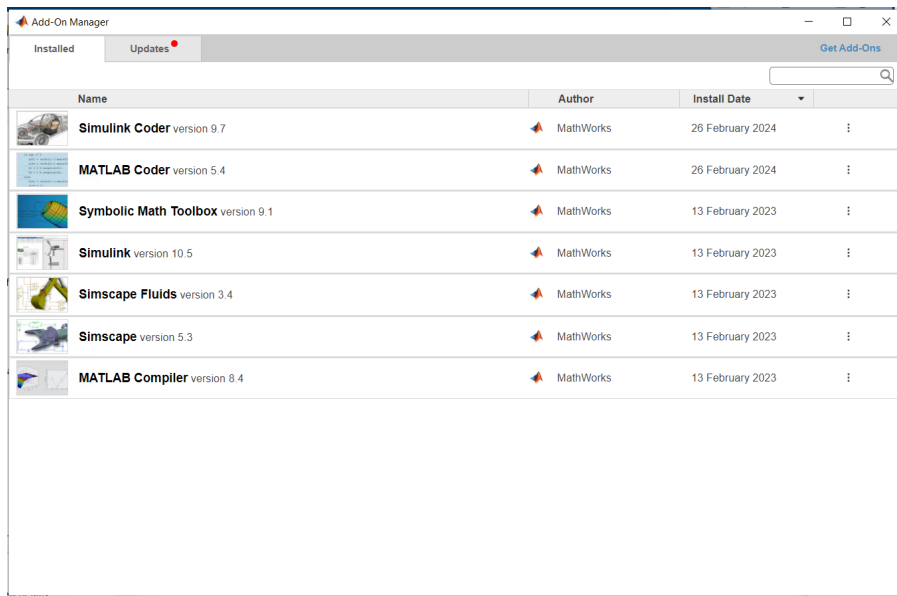 Add-On Manager
Installed Updates Get Add-Ons
Name Author Install Date
Simulink Coder version 9.7 MathWorks 26 February 2024
MATLAB Coder version 5.4 MathWorks 26 February 2024
Symbolic Math Toolbox version 9.1 MathWorks 13 February 2023
Simulink version 10.5 MathWorks 13 February 2023
Simscape Fluids version 3.4 MathWorks 13 February 2023
Simscape version 5.3 MathWorks 13 February 2023
MATLAB Compiler version 8.4 MathWorks 13 February 2023